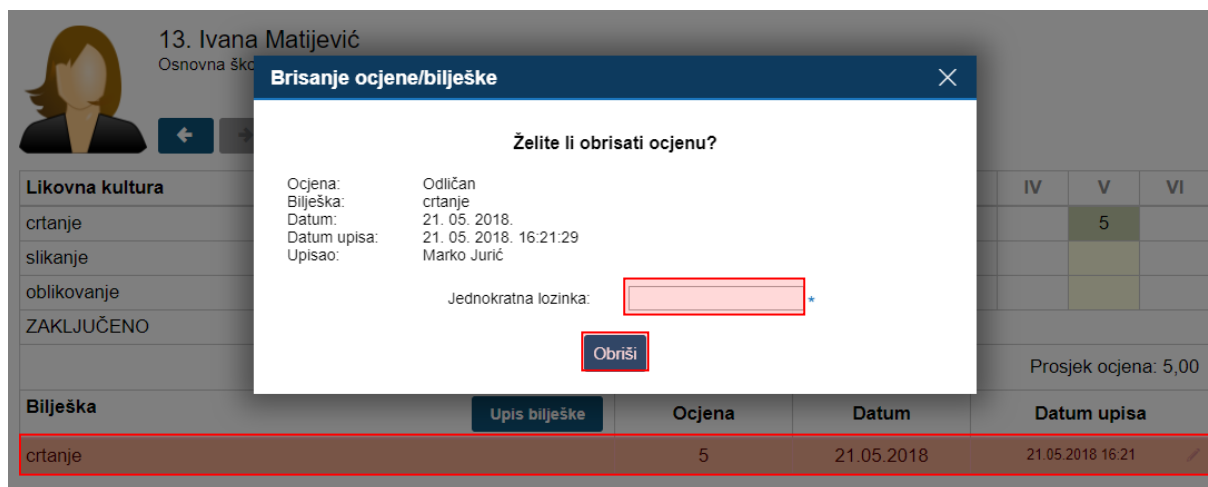 13. Ivana Matijević
Osnovna ško
Brisanje ocjene/bilješke
Želite li obrisati ocjenu?
Ocjena: Odličan
Bilješka: crtanje
Datum: 21. 05. 2018.
Datum upisa: 21. 05. 2018. 16:21:29
Upisao: Marko Jurić
Jednokratna lozinka: *
Obriši
Likovna kultura IV V VI
crtanje 5
slikanje
oblikovanje
ZAKLJUČENO
Prosjek ocjena: 5,00
Bilješka Upis bilješke Ocjena Datum Datum upisa
crtanje 5 21.05.2018 21.05.2018 16:21